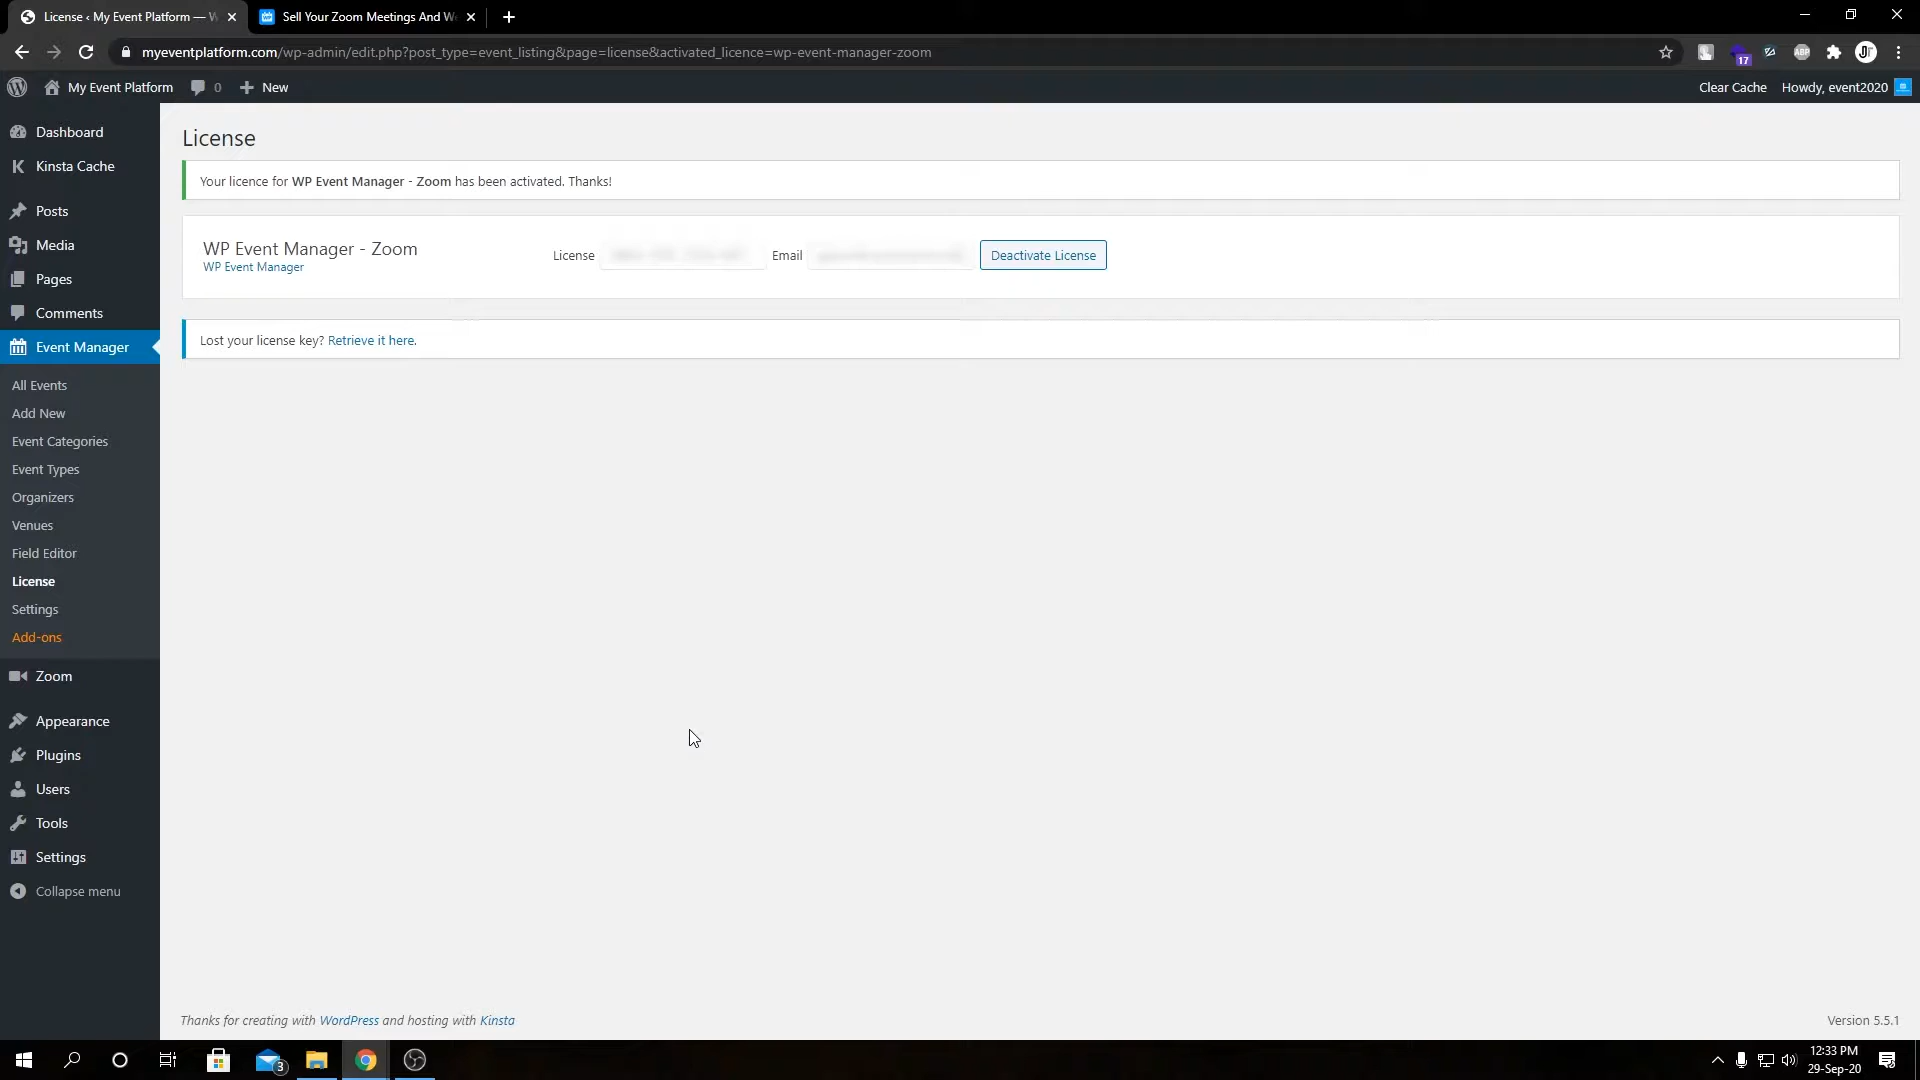 License ‹ My Event Platform — W
Sell Your Zoom Meetings And We
myeventplatform.com/wp-admin/edit.php?post_type=event_listing&page=license&activated_licence=wp-event-manager-zoom
ABP
17
JT
My Event Platform
0
New
Clear Cache
Howdy, event2020
Dashboard
Kinsta Cache
Posts
Media
Pages
Comments
Event Manager
All Events
Add New
Event Categories
Event Types
Organizers
Venues
Field Editor
License
Settings
Add-ons
Zoom
Appearance
Plugins
Users
Tools
Settings
Collapse menu
License
Your licence for WP Event Manager - Zoom has been activated. Thanks!
WP Event Manager - Zoom
WP Event Manager
License
Email
Deactivate License
Lost your license key? Retrieve it here.
Thanks for creating with WordPress and hosting with Kinsta
Version 5.5.1
3
12:33 PM
29-Sep-20